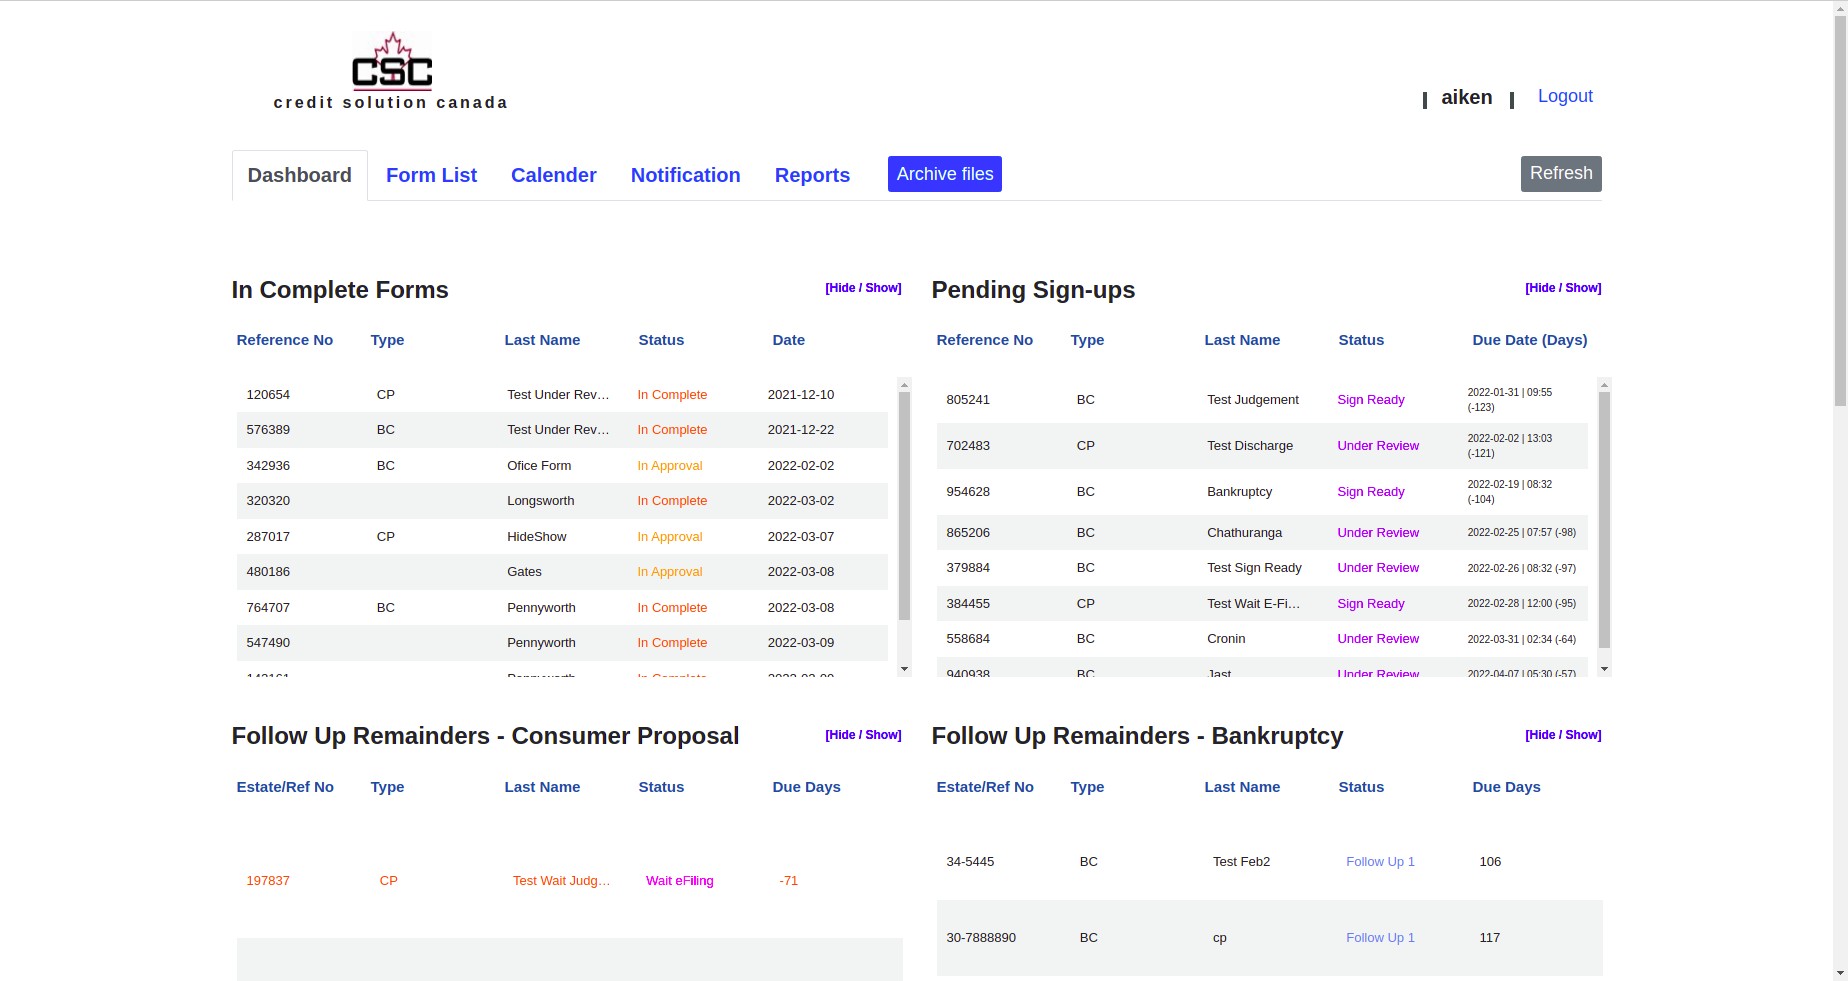 CSC
credit solution canada
aiken
Logout
Dashboard Form List Calender Notification Reports Archive files Refresh
In Complete Forms [Hide / Show]
Reference No Type Last Name Status Date
120654 CP Test Under Rev… In Complete 2021-12-10
576389 BC Test Under Rev… In Complete 2021-12-22
342936 BC Ofice Form In Approval 2022-02-02
320320 Longsworth In Complete 2022-03-02
287017 CP HideShow In Approval 2022-03-07
480186 Gates In Approval 2022-03-08
764707 BC Pennyworth In Complete 2022-03-08
547490 Pennyworth In Complete 2022-03-09
Pennyworth In Complete
Pending Sign-ups [Hide / Show]
Reference No Type Last Name Status Due Date (Days)
805241 BC Test Judgement Sign Ready 2022-01-31 | 09:55
(-123)
702483 CP Test Discharge Under Review 2022-02-02 | 13:03
(-121)
954628 BC Bankruptcy Sign Ready 2022-02-19 | 08:32
(-104)
865206 BC Chathuranga Under Review 2022-02-25 | 07:57 (-98)
379884 BC Test Sign Ready Under Review 2022-02-26 | 08:32 (-97)
384455 CP Test Wait E-Fi… Sign Ready 2022-02-28 | 12:00 (-95)
558684 BC Cronin Under Review 2022-03-31 | 02:34 (-64)
940938 BC Jast Under Review 2022-04-07 | 05:30 (-57)
Follow Up Remainders - Consumer Proposal [Hide / Show]
Estate/Ref No Type Last Name Status Due Days
197837 CP Test Wait Judg… Wait eFiling -71
Follow Up Remainders - Bankruptcy [Hide / Show]
Estate/Ref No Type Last Name Status Due Days
34-5445 BC Test Feb2 Follow Up 1 106
30-7888890 BC cp Follow Up 1 117